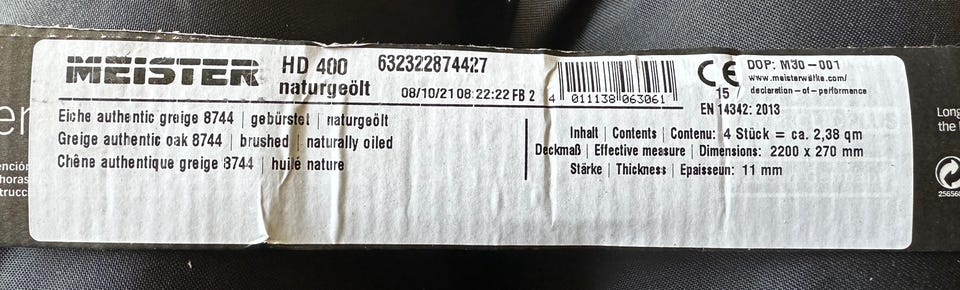 MEISTER HD 400 632322874427
naturgeölt 08/10/21 08:22:22 FB 2
4 011138 063061
CE DOP: M30-001
www.meisterwerke.com/
declaration-of-performance
15
EN 14342: 2013
Eiche authentic greige 8744 | gebürstet | naturgeölt
Greige authentic oak 8744 | brushed | naturally oiled
Chêne authentique greige 8744 | huilé nature
Inhalt | Contents | Contenu: 4 Stück = ca. 2,38 qm
Deckmaß | Effective measure | Dimensions: 2200 x 270 mm
Stärke | Thickness | Epaisseur: 11 mm